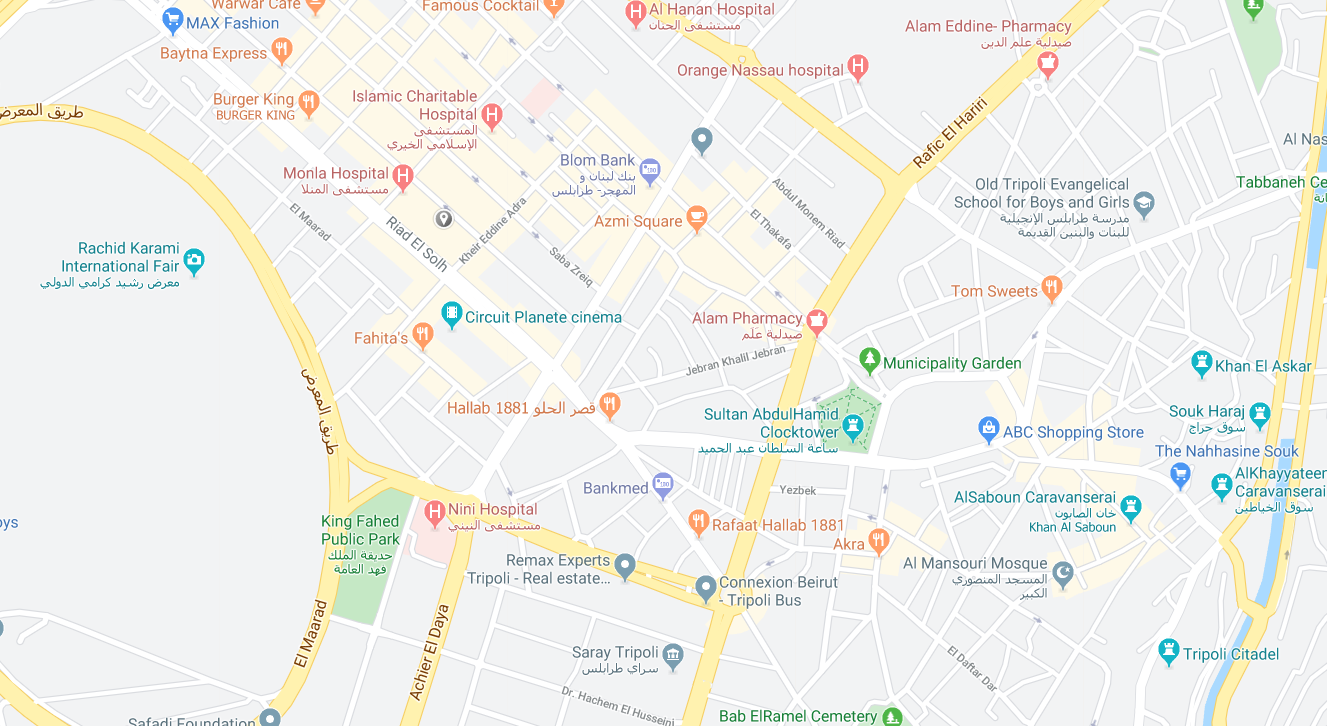 Warwar Cafe
MAX Fashion
Famous Cocktail
Al Hanan Hospital
مستشفى الحنان
Alam Eddine- Pharmacy
صيدلية علم الدين
Baytna Express
Orange Nassau hospital
Burger King
BURGER KING
Islamic Charitable
Hospital
المستشفى
الإسلامي الخيري
طريق المعرض
Rafic El Hariri
Al Nas
Blom Bank
بنك لبنان و
المهجر- طرابلس
Monla Hospital
مستشفى المنلا
Old Tripoli Evangelical
School for Boys and Girls
مدرسة طرابلس الإنجيلية
للبنات والبنين القديمة
Tabbaneh Ce
Abdul Monem Riad
El Maarad
Riad El Solh
Kheir Eddine Adra
Azmi Square
El Thakafa
Saba Zreiq
Rachid Karami
International Fair
معرض رشيد كرامي الدولي
Tom Sweets
Circuit Planete cinema
Alam Pharmacy
صيدلية علم
Fahita's
Jebran Khalil Jebran
Municipality Garden
Khan El Askar
طريق المعرض
Hallab 1881 قصر الحلو
Sultan AbdulHamid
Clocktower
ساعة السلطان عبد الحميد
Souk Haraj
سوق حراج
ABC Shopping Store
The Nahhasine Souk
AlKhayyateen
Caravanserai
سوق الخياطين
Bankmed
Yezbek
AlSaboun Caravanserai
خان الصابون
Khan Al Saboun
Nini Hospital
مستشفى النيني
King Fahed
Public Park
حديقة الملك
فهد العامة
oys
Rafaat Hallab 1881
Akra
Remax Experts
Tripoli - Real estate...
Al Mansouri Mosque
المسجد المنصوري
الكبير
Connexion Beirut
- Tripoli Bus
El Maarad
Achier El Daya
Saray Tripoli
سراي طرابلس
El Daftar Dar
Tripoli Citadel
Dr. Hachem El Husseini
Safadi Foundation
Bab ElRamel Cemetery